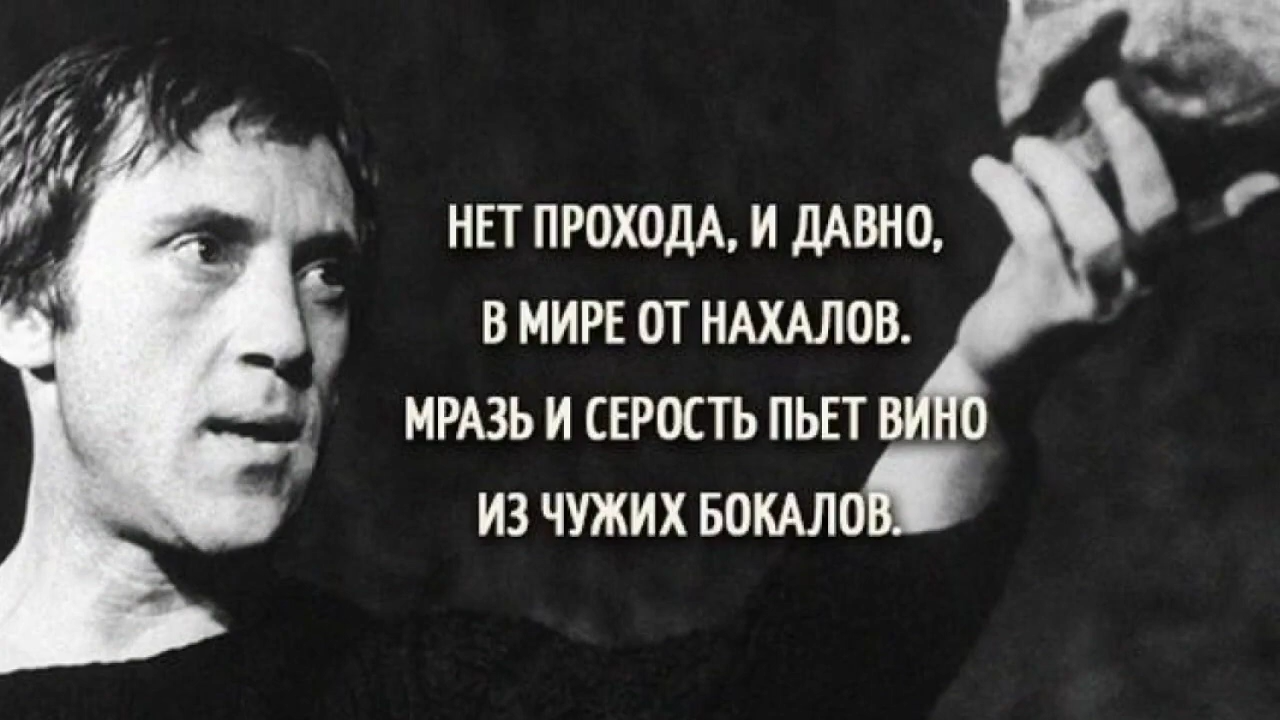 НЕТ ПРОХОДА, И ДАВНО,
В МИРЕ ОТ НАХАЛОВ.
МРАЗЬ И СЕРОСТЬ ПЬЕТ ВИНО
ИЗ ЧУЖИХ БОКАЛОВ.